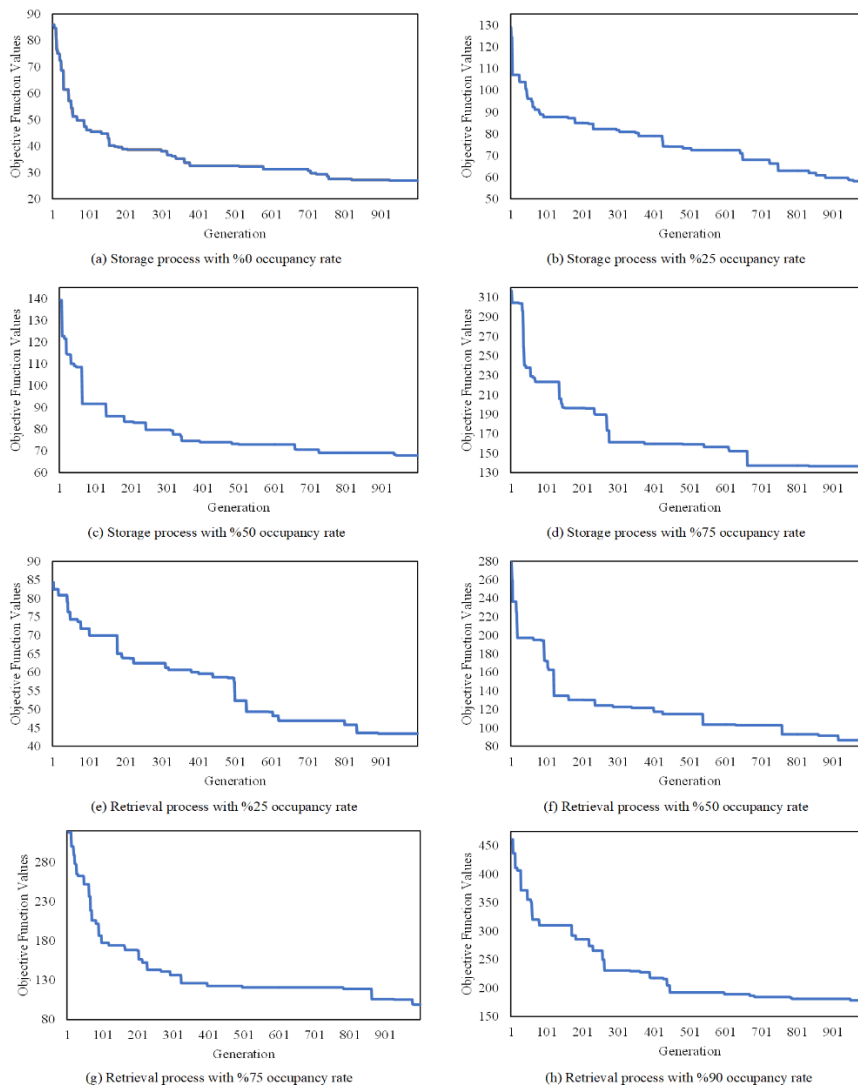 90
80
70
60
50
40
30
20
Objective Function Values
1 101 201 301 401 501 601 701 801 901
Generation
(a) Storage process with %0 occupancy rate
130
120
110
100
90
80
70
60
50
Objective Function Values
1 101 201 301 401 501 601 701 801 901
Generation
(b) Storage process with %25 occupancy rate
140
130
120
110
100
90
80
70
60
Objective Function Values
1 101 201 301 401 501 601 701 801 901
Generation
(c) Storage process with %50 occupancy rate
310
290
270
250
230
210
190
170
150
130
Objective Function Values
1 101 201 301 401 501 601 701 801 901
Generation
(d) Storage process with %75 occupancy rate
90
85
80
75
70
65
60
55
50
45
40
Objective Function Values
1 101 201 301 401 501 601 701 801 901
Generation
(e) Retrieval process with %25 occupancy rate
280
260
240
220
200
180
160
140
120
100
80
Objective Function Values
1 101 201 301 401 501 601 701 801 901
Generation
(f) Retrieval process with %50 occupancy rate
280
230
180
130
80
Objective Function Values
1 101 201 301 401 501 601 701 801 901
Generation
(g) Retrieval process with %75 occupancy rate
450
400
350
300
250
200
150
Objective Function Values
1 101 201 301 401 501 601 701 801 901
Generation
(h) Retrieval process with %90 occupancy rate